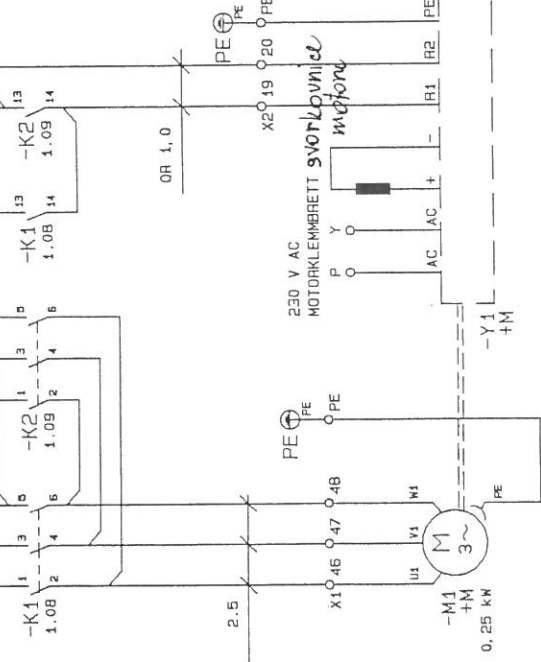 -K1
1.08
1
2
3
4
5
6
-K2
1.09
1
2
3
4
5
6
-K1
1.08
13
14
-K2
1.09
13
14
2.5
OR 1,0
X1 46
47
48
PE
PE
PE
X2 19
20
PE
PE
PE
230 V AC
MOTORKLEMMBRETT svorkovnice
motoru
P
Y
U1
V1
W1
PE
M
3~
-M1
+M
0,25 kW
AC
AC
+
-
R1
R2
PE
-Y1
+M